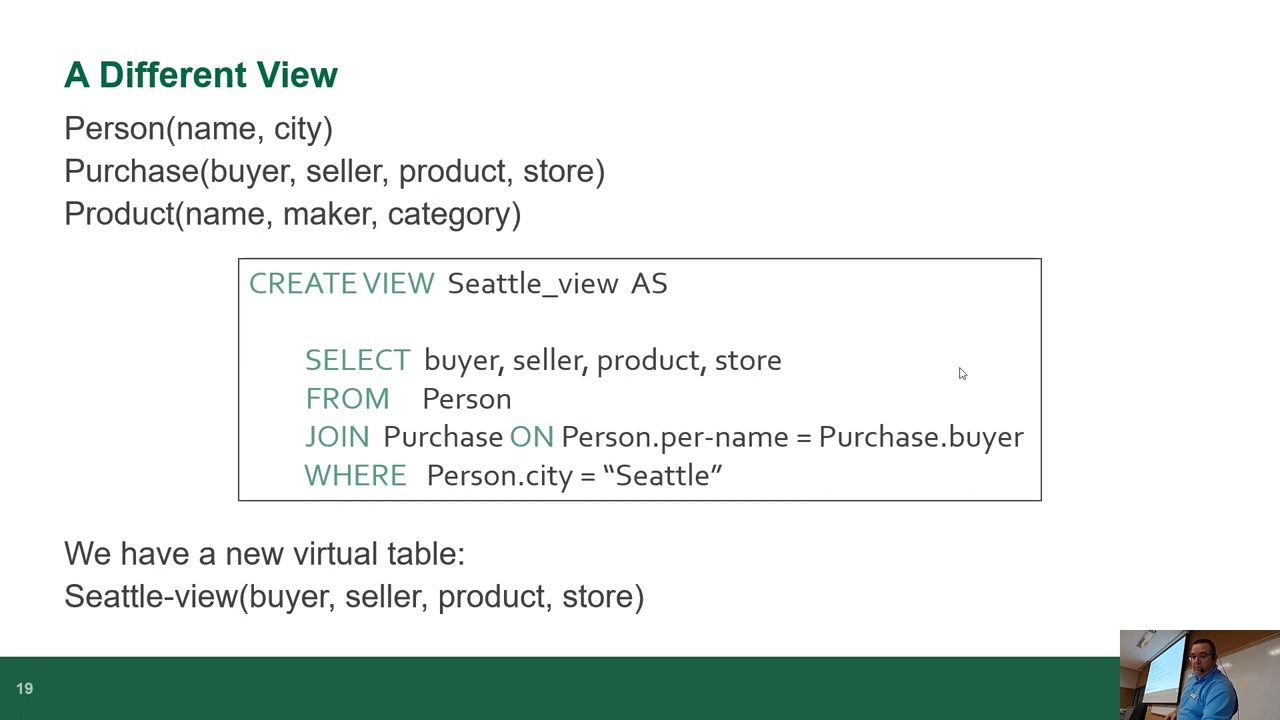 A Different View
Person(name, city)
Purchase(buyer, seller, product, store)
Product(name, maker, category)
CREATE VIEW Seattle_view AS
SELECT buyer, seller, product, store
FROM Person
JOIN Purchase ON Person.per-name = Purchase.buyer
WHERE Person.city = “Seattle”
We have a new virtual table:
Seattle-view(buyer, seller, product, store)
19